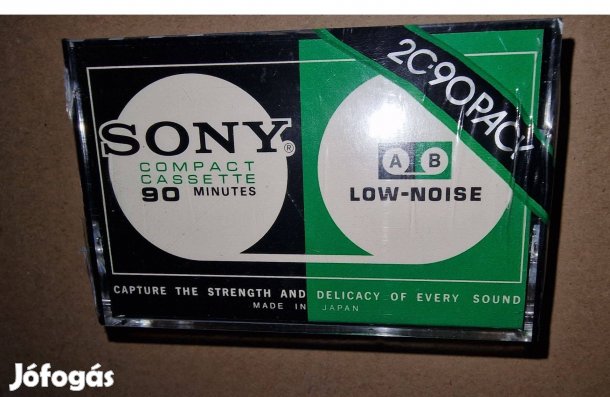 2C-90PAC
SONY®
COMPACT
CASSETTE
90 MINUTES
A B
LOW-NOISE
CAPTURE THE STRENGTH AND DELICACY OF EVERY SOUND
MADE IN JAPAN
Jófogás